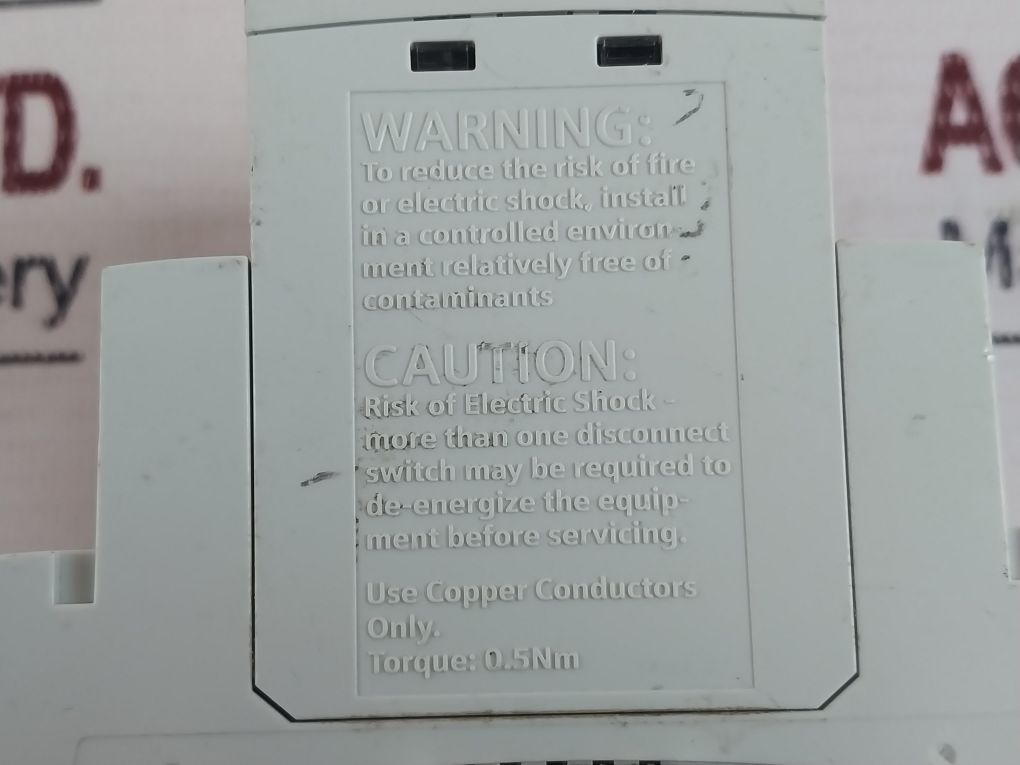 WARNING:
To reduce the risk of fire
or electric shock, install
in a controlled environ-
ment relatively free of
contaminants
CAUTION:
Risk of Electric Shock -
more than one disconnect
switch may be required to
de-energize the equip-
ment before servicing.
Use Copper Conductors
Only.
Torque: 0.5Nm
TD.
ery